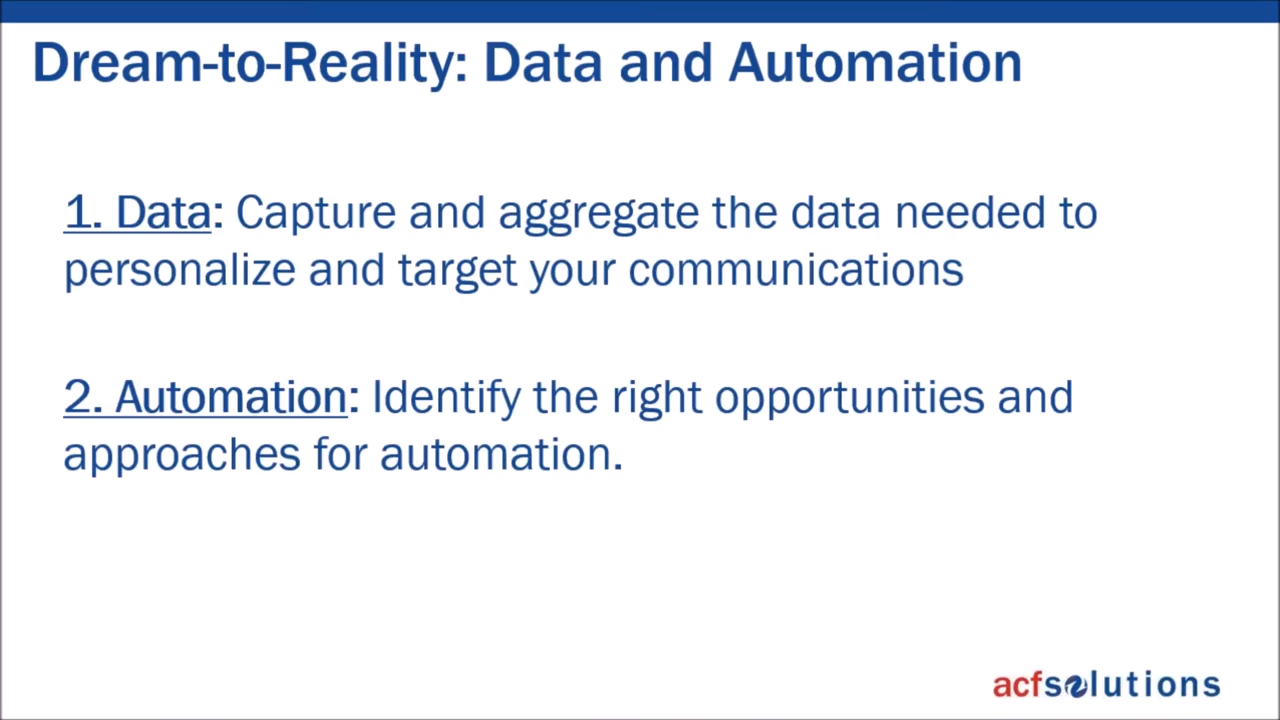 Dream-to-Reality: Data and Automation
1. Data: Capture and aggregate the data needed to
personalize and target your communications
2. Automation: Identify the right opportunities and
approaches for automation.
acfsolutions